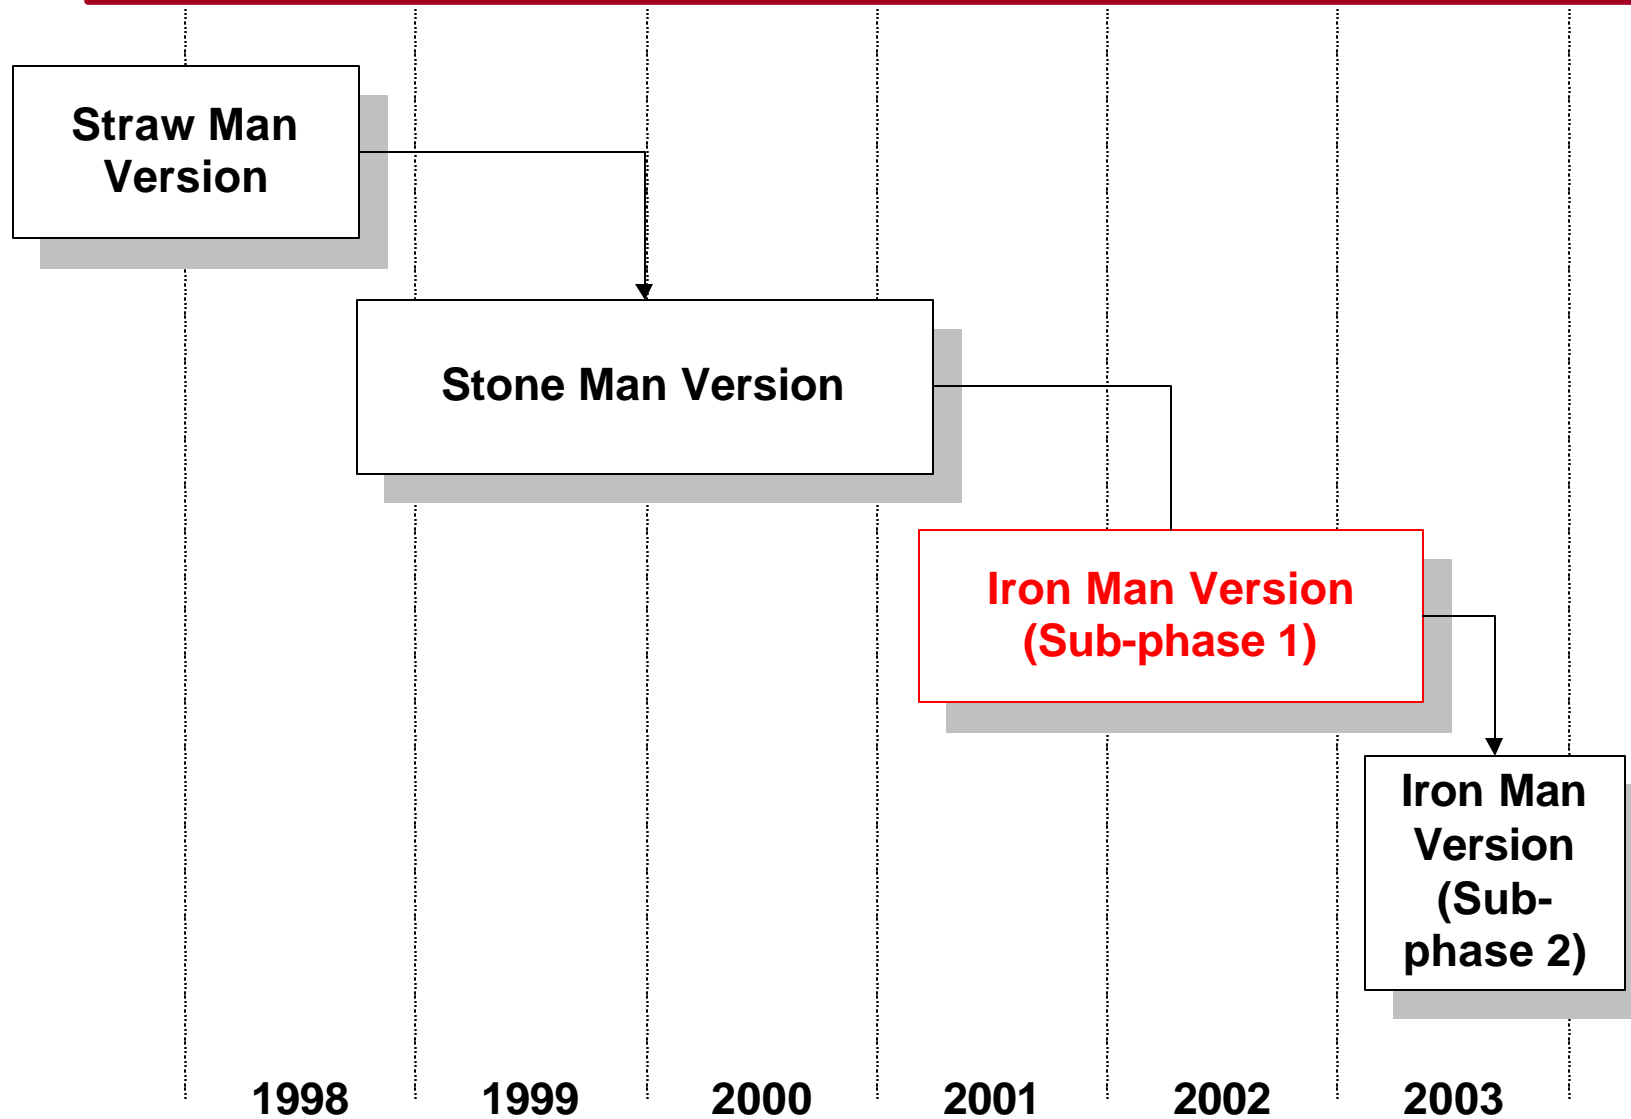 Straw Man
Version
Stone Man Version
Iron Man Version
(Sub-phase 1)
Iron Man
Version
(Sub-
phase 2)
1998 1999 2000 2001 2002 2003